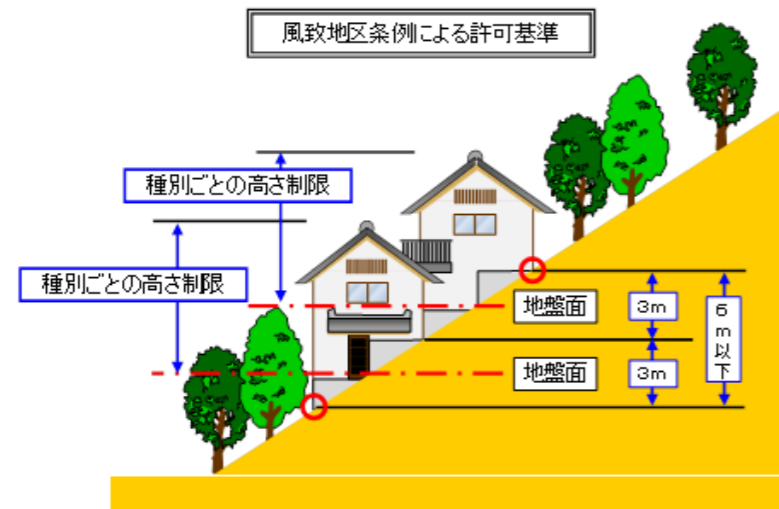 風致地区条例による許可基準
種別ごとの高さ制限
種別ごとの高さ制限
地盤面
3m
6m以下
地盤面
3m